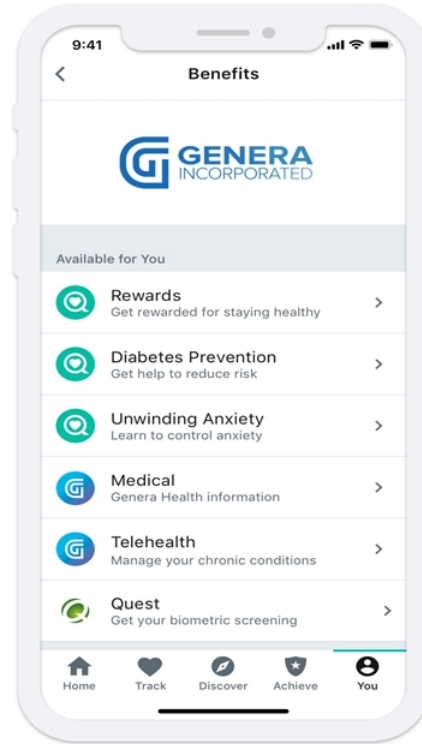 9:41
Benefits
GENERA
INCORPORATED
Available for You
Rewards
Get rewarded for staying healthy
Diabetes Prevention
Get help to reduce risk
Unwinding Anxiety
Learn to control anxiety
Medical
Genera Health information
Telehealth
Manage your chronic conditions
Quest
Get your biometric screening
Home Track Discover Achieve You